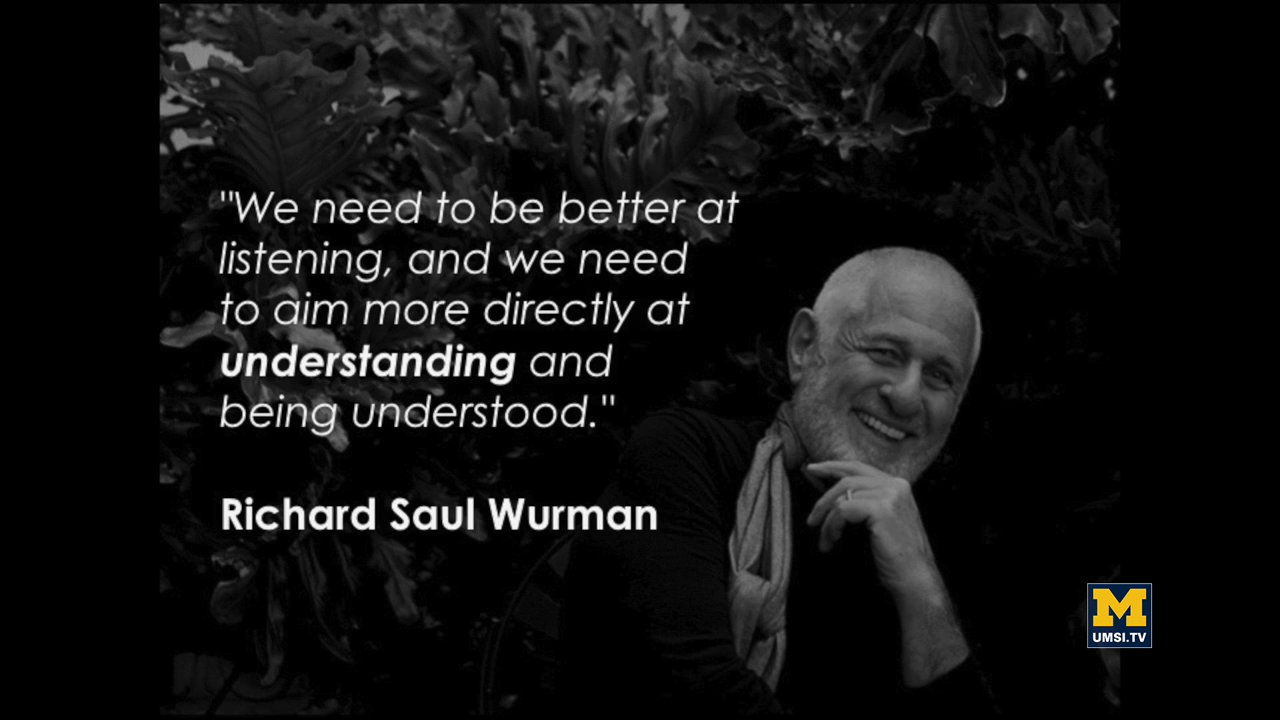 "We need to be better at
listening, and we need
to aim more directly at
understanding and
being understood."
Richard Saul Wurman
M
UMSI.TV